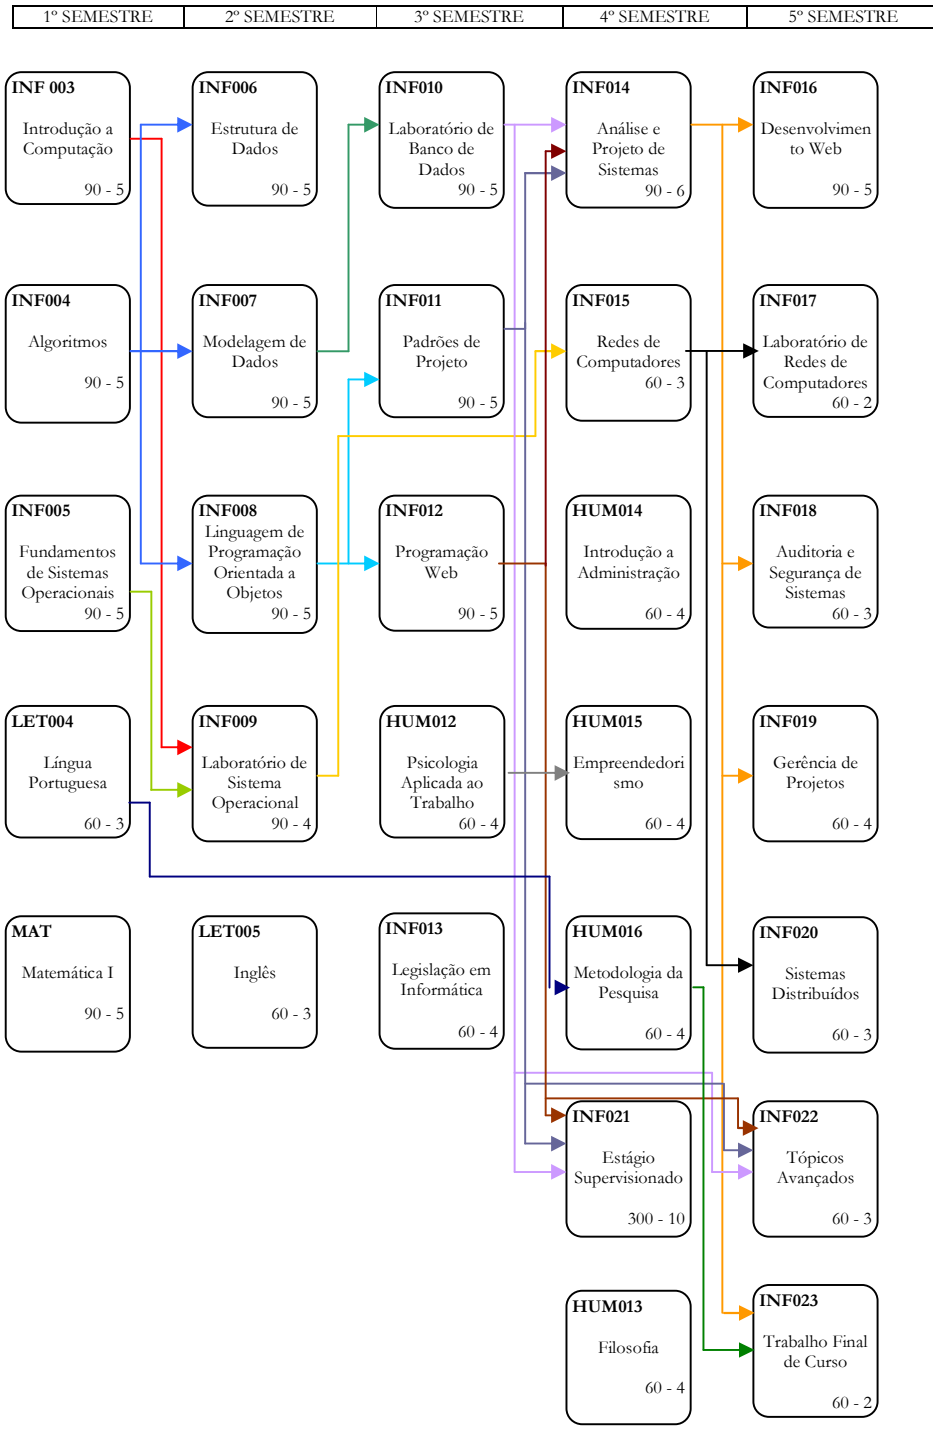 1º SEMESTRE 2º SEMESTRE 3º SEMESTRE 4º SEMESTRE 5º SEMESTRE
INF 003
Introdução a
Computação
90 - 5
INF006
Estrutura de
Dados
90 - 5
INF010
Laboratório de
Banco de
Dados
90 - 5
INF014
Análise e
Projeto de
Sistemas
90 - 6
INF016
Desenvolvimen
to Web
90 - 5
INF004
Algoritmos
90 - 5
INF007
Modelagem de
Dados
90 - 5
INF011
Padrões de
Projeto
90 - 5
INF015
Redes de
Computadores
60 - 3
INF017
Laboratório de
Redes de
Computadores
60 - 2
INF005
Fundamentos
de Sistemas
Operacionais
90 - 5
INF008
Linguagem de
Programação
Orientada a
Objetos
90 - 5
INF012
Programação
Web
90 - 5
HUM014
Introdução a
Administração
60 - 4
INF018
Auditoria e
Segurança de
Sistemas
60 - 3
LET004
Língua
Portuguesa
60 - 3
INF009
Laboratório de
Sistema
Operacional
90 - 4
HUM012
Psicologia
Aplicada ao
Trabalho
60 - 4
HUM015
Empreendedori
smo
60 - 4
INF019
Gerência de
Projetos
60 - 4
MAT
Matemática I
90 - 5
LET005
Inglês
60 - 3
INF013
Legislação em
Informática
60 - 4
HUM016
Metodologia da
Pesquisa
60 - 4
INF020
Sistemas
Distribuídos
60 - 3
INF021
Estágio
Supervisionado
300 - 10
INF022
Tópicos
Avançados
60 - 3
HUM013
Filosofia
60 - 4
INF023
Trabalho Final
de Curso
60 - 2